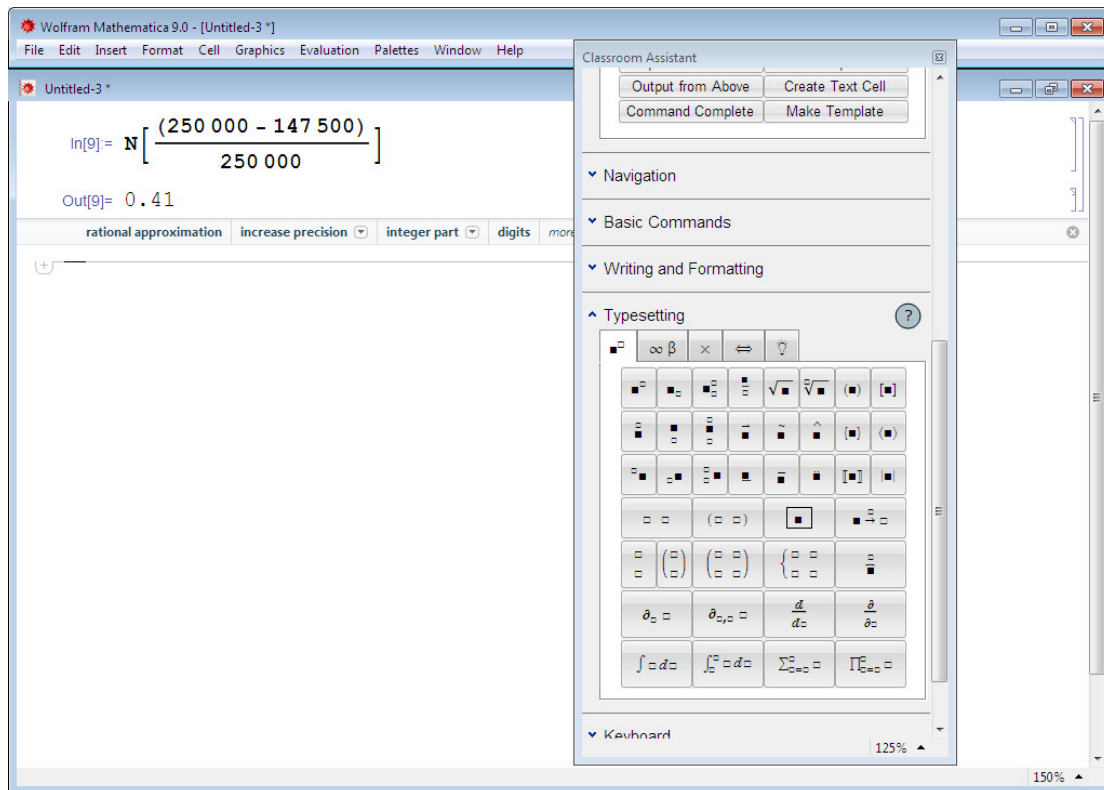 Wolfram Mathematica 9.0 - [Untitled-3 *]
File Edit Insert Format Cell Graphics Evaluation Palettes Window Help
Untitled-3 *
In[9]:= N[(250 000 - 147 500)
250 000]
Out[9]= 0.41
rational approximation increase precision integer part digits more
Classroom Assistant
Output from Above Create Text Cell
Command Complete Make Template
Navigation
Basic Commands
Writing and Formatting
Typesetting ?
■□ ∞ β × ⇔
■□ ■□ ■□□ ■/□ √■ □√■ (■) [■]
{■} ⟨■⟩
⟦■⟧ |■|
□ □ (□ □) ■ ■→□
∂□ □ ∂□,□ □ d/d□ ∂/∂□
∫□ d□ ∫□□ □ d□ Σ□=□□ □ Π□=□□ □
Keyboard
125%
150%